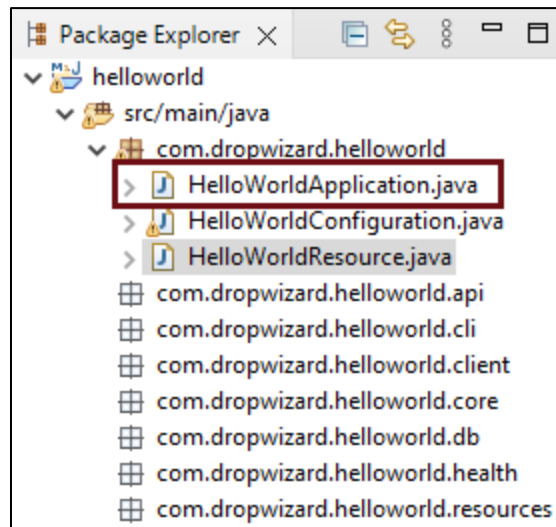 Package Explorer
helloworld
src/main/java
com.dropwizard.helloworld
HelloWorldApplication.java
HelloWorldConfiguration.java
HelloWorldResource.java
com.dropwizard.helloworld.api
com.dropwizard.helloworld.cli
com.dropwizard.helloworld.client
com.dropwizard.helloworld.core
com.dropwizard.helloworld.db
com.dropwizard.helloworld.health
com.dropwizard.helloworld.resources